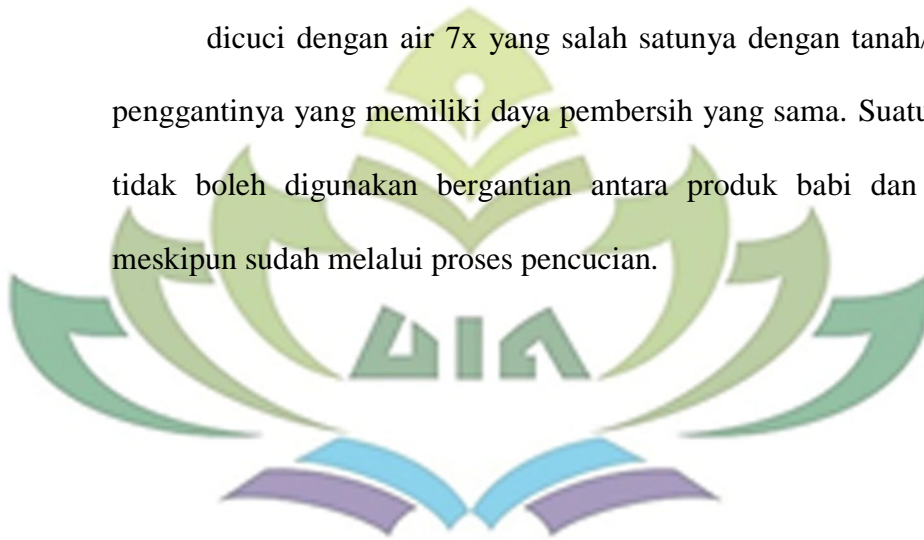 dicuci dengan air 7x yang salah satunya dengan tanah/
penggantinya yang memiliki daya pembersih yang sama. Suatu
tidak boleh digunakan bergantian antara produk babi dan
meskipun sudah melalui proses pencucian.
UIN